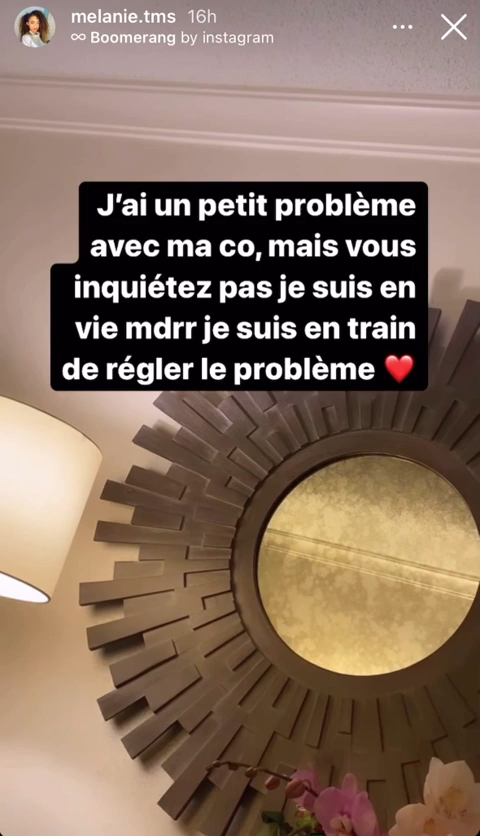 melanie.tms 16h
∞ Boomerang by instagram
J’ai un petit problème
avec ma co, mais vous
inquiétez pas je suis en
vie mdrr je suis en train
de régler le problème ❤️